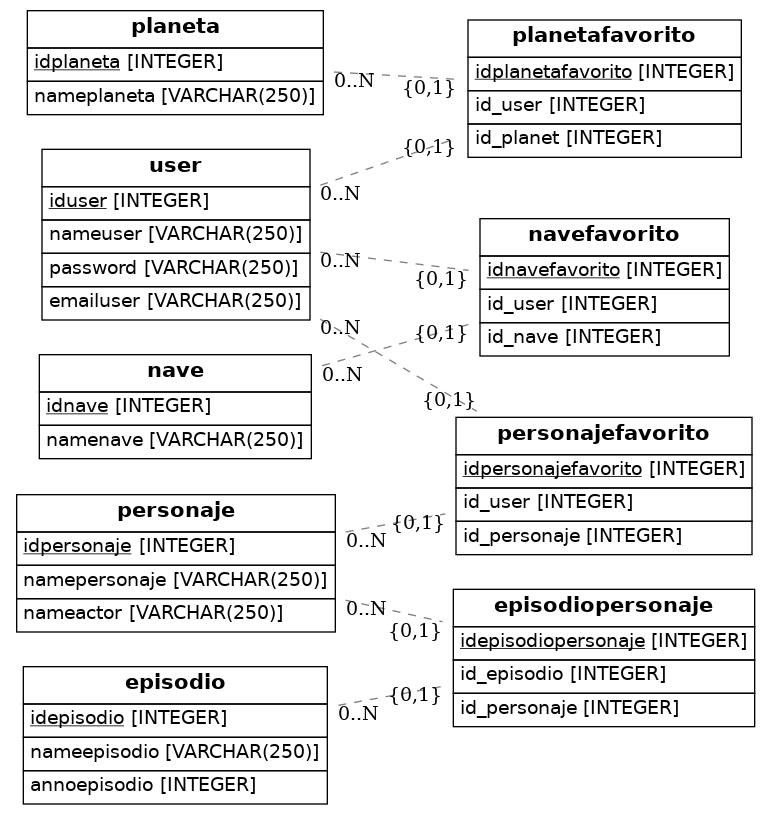 planeta
idplaneta [INTEGER]
nameplaneta [VARCHAR(250)]
0..N
{0,1}
planetafavorito
idplanetafavorito [INTEGER]
id_user [INTEGER]
id_planet [INTEGER]
user
iduser [INTEGER]
nameuser [VARCHAR(250)]
password [VARCHAR(250)]
emailuser [VARCHAR(250)]
0..N
{0,1}
0..N
{0,1}
0..N
{0,1}
navefavorito
idnavefavorito [INTEGER]
id_user [INTEGER]
id_nave [INTEGER]
nave
idnave [INTEGER]
namenave [VARCHAR(250)]
0..N
{0,1}
personajefavorito
idpersonajefavorito [INTEGER]
id_user [INTEGER]
id_personaje [INTEGER]
personaje
idpersonaje [INTEGER]
namepersonaje [VARCHAR(250)]
nameactor [VARCHAR(250)]
0..N
{0,1}
0..N
{0,1}
episodiopersonaje
idepisodiopersonaje [INTEGER]
id_episodio [INTEGER]
id_personaje [INTEGER]
episodio
idepisodio [INTEGER]
nameepisodio [VARCHAR(250)]
annoepisodio [INTEGER]
0..N
{0,1}